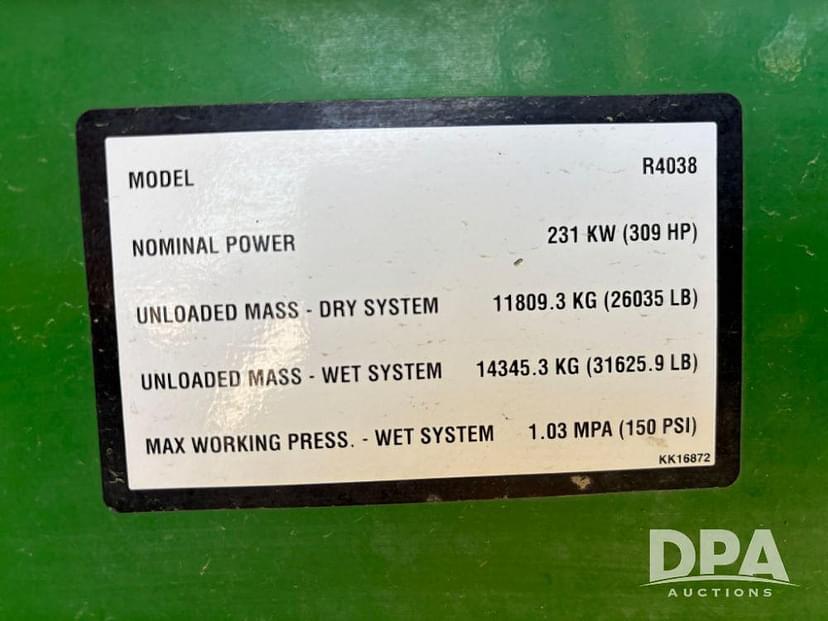 MODEL R4038
NOMINAL POWER 231 KW (309 HP)
UNLOADED MASS - DRY SYSTEM 11809.3 KG (26035 LB)
UNLOADED MASS - WET SYSTEM 14345.3 KG (31625.9 LB)
MAX WORKING PRESS. - WET SYSTEM 1.03 MPA (150 PSI)
KK16872
DPA
AUCTIONS